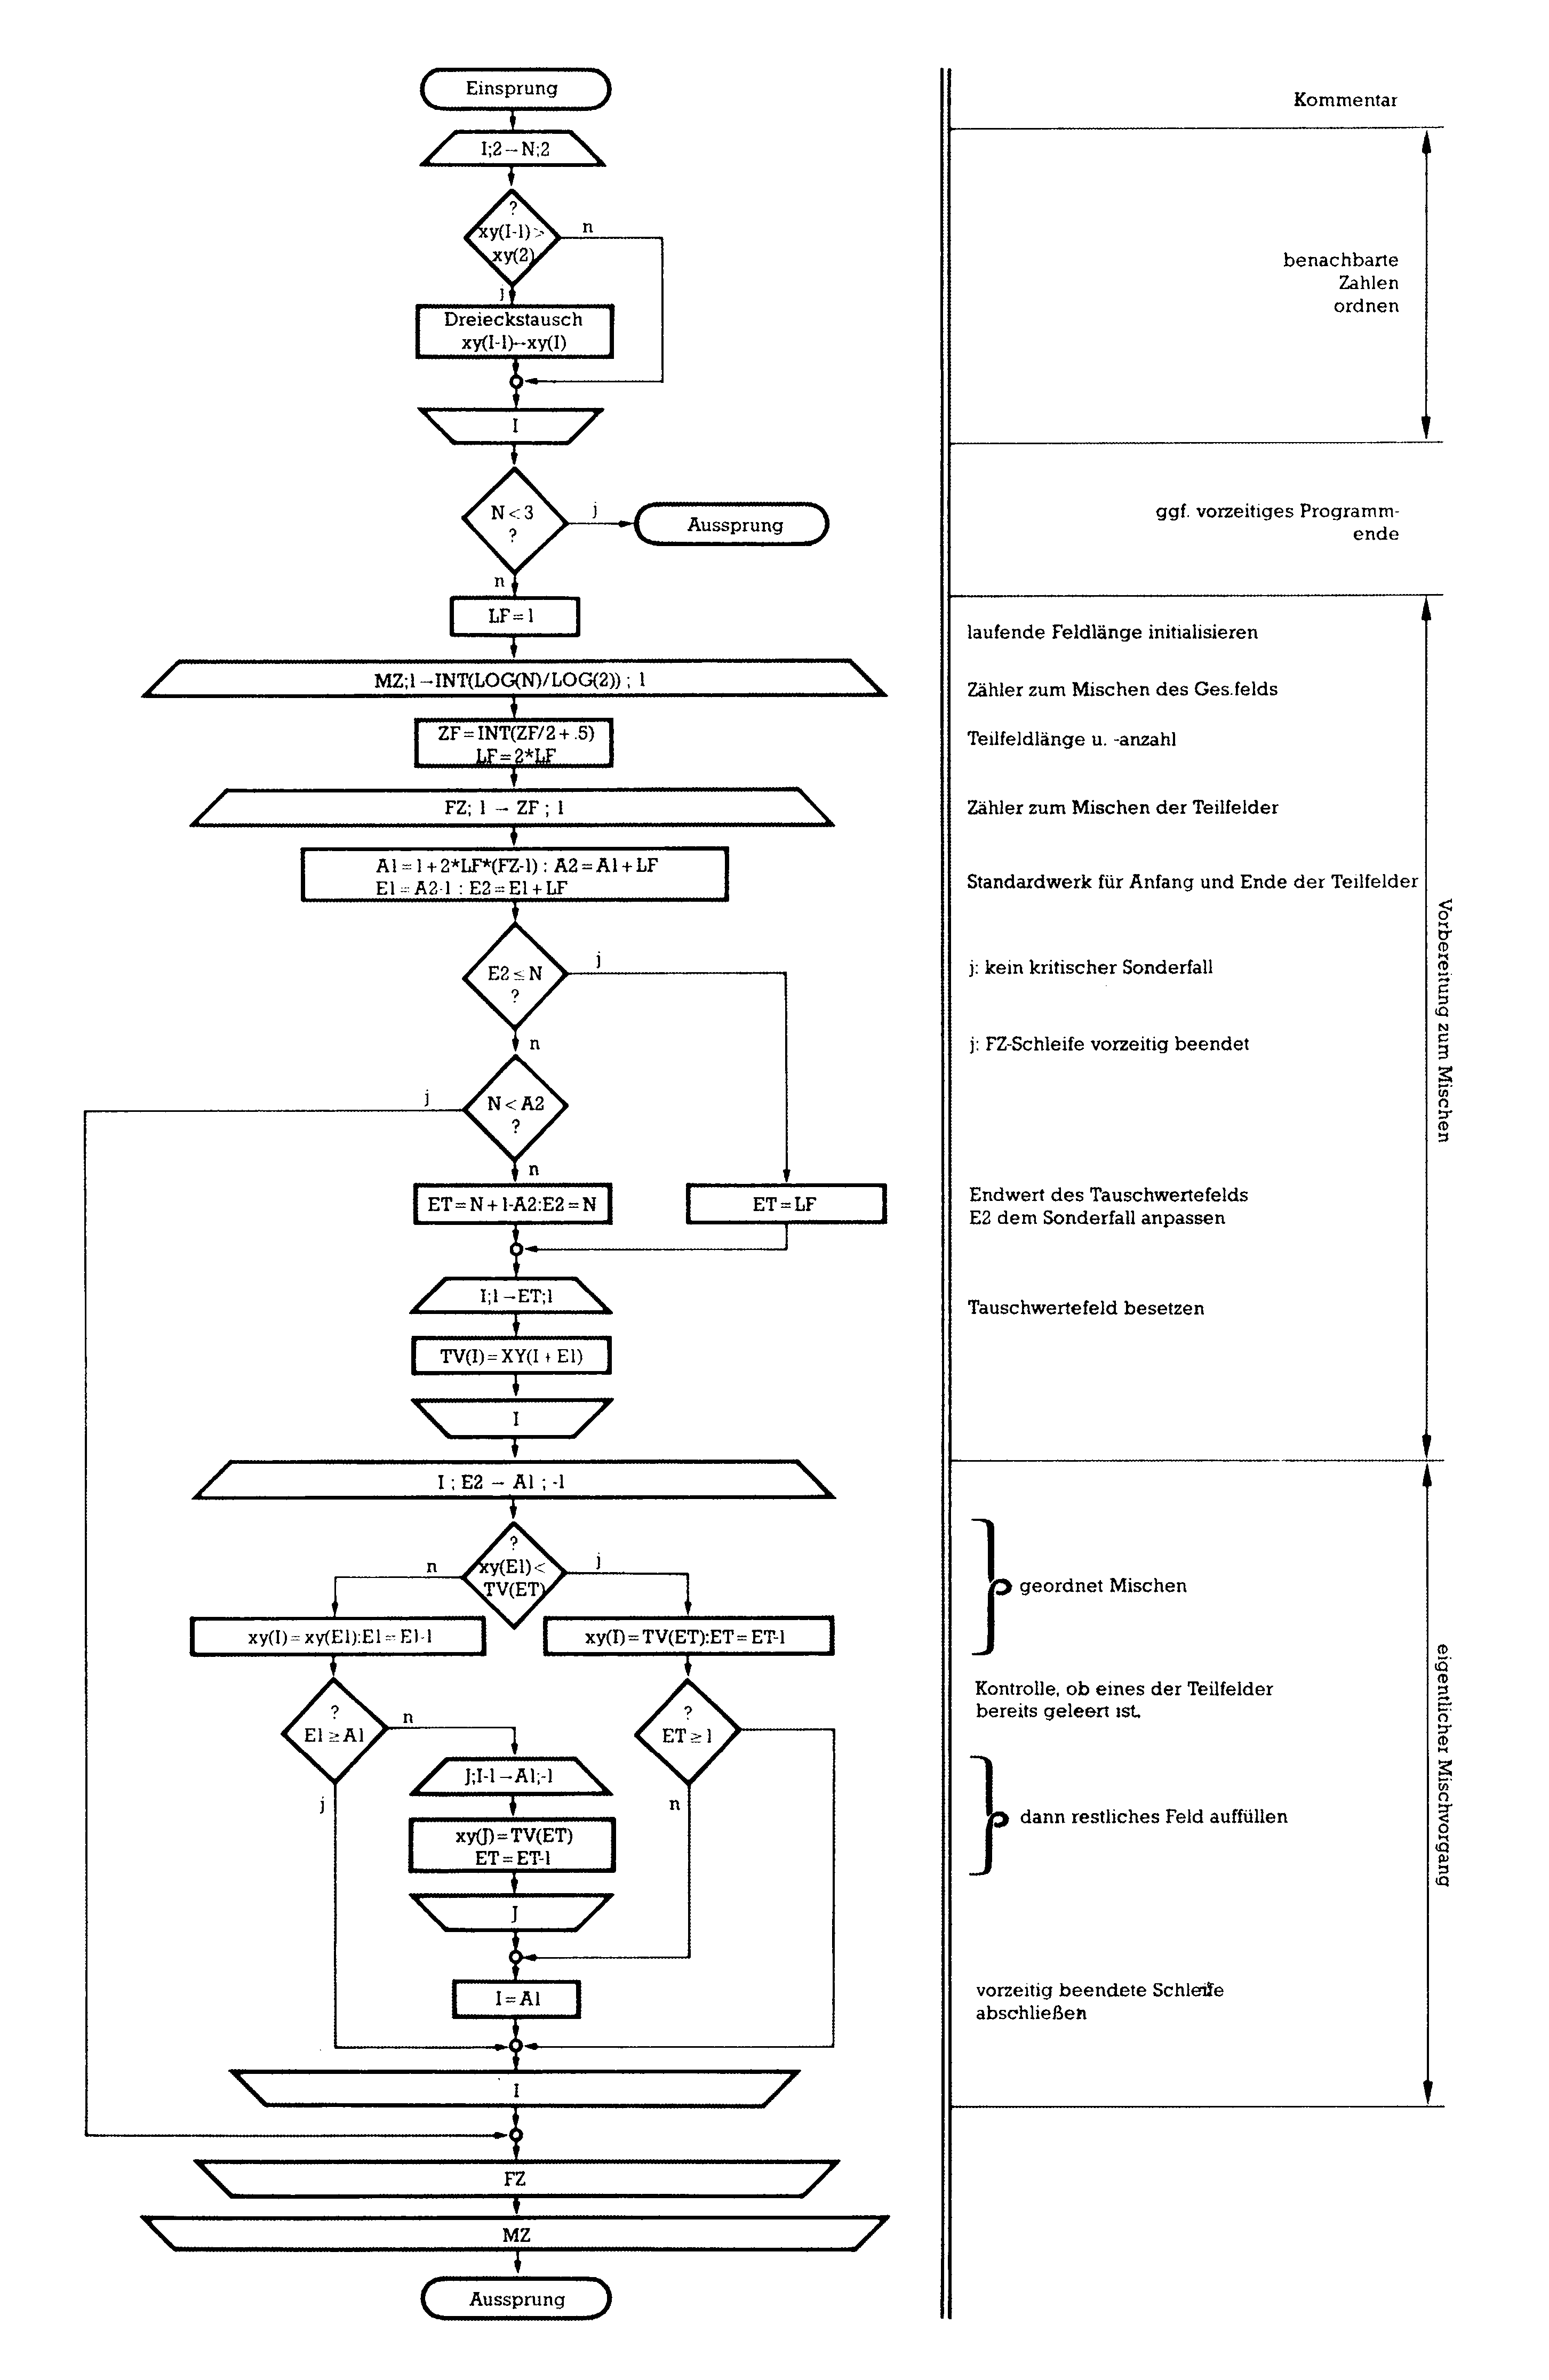 Einsprung
Kommentar
I;2–N;2
?
xy(I-1)>
xy(2)
n
j
Dreieckstausch
xy(I-1)--xy(I)
benachbarte
Zahlen
ordnen
I
N<3
?
j
Aussprung
n
ggf. vorzeitiges Programm-
ende
LF=1
laufende Feldlänge initialisieren
MZ;1→INT(LOG(N)/LOG(2)) ; 1
Zähler zum Mischen des Ges.felds
ZF=INT(ZF/2+.5)
LF=2*LF
Teilfeldlänge u. -anzahl
FZ; 1 → ZF ; 1
Zähler zum Mischen der Teilfelder
A1=1+2*LF*(FZ-1) : A2=A1+LF
E1=A2-1 : E2=E1+LF
Standardwerk für Anfang und Ende der Teilfelder
E2≤N
?
j
n
j: kein kritischer Sonderfall
j: FZ-Schleife vorzeitig beendet
N<A2
?
j
n
Vorbereitung zum Mischen
ET=N+1-A2:E2=N
ET=LF
Endwert des Tauschwertefelds
E2 dem Sonderfall anpassen
I;1→ET;1
Tauschwertefeld besetzen
TV(I)=XY(I+E1)
I
I ; E2 → A1 ; -1
?
xy(E1)<
TV(ET)
n
j
geordnet Mischen
xy(I)=xy(E1):E1=E1-1
xy(I)=TV(ET):ET=ET-1
Kontrolle, ob eines der Teilfelder
bereits geleert ist.
?
E1≥A1
n
j
?
ET≥1
n
J;I-1→A1;-1
xy(J)=TV(ET)
ET=ET-1
dann restliches Feld auffüllen
J
eigentlicher Mischvorgang
I=A1
vorzeitig beendete Schleife
abschließen
I
FZ
MZ
Aussprung